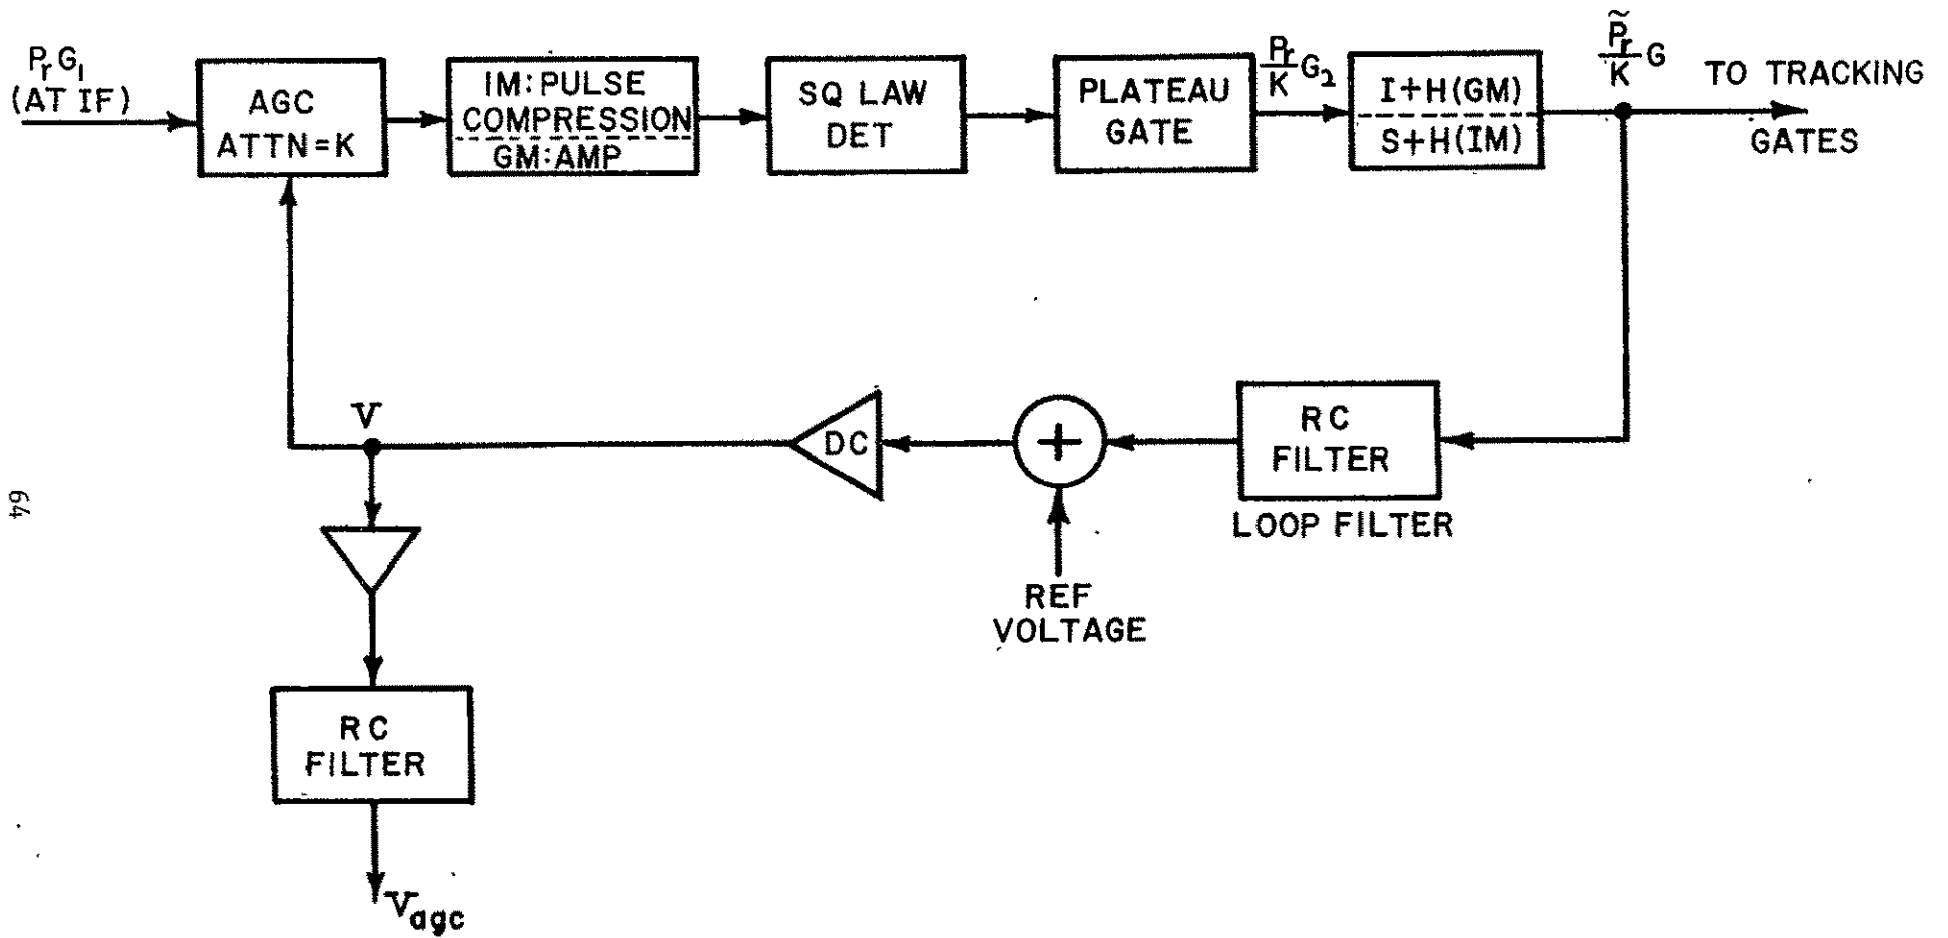 PrG1
(AT IF)
AGC
ATTN=K
IM: PULSE
COMPRESSION
GM: AMP
SQ LAW
DET
PLATEAU
GATE
Pr/K G2
I+H(GM)
S+H(IM)
P̃r/K G
TO TRACKING
GATES
RC
FILTER
LOOP FILTER
+
REF
VOLTAGE
DC
V
RC
FILTER
Vagc
64